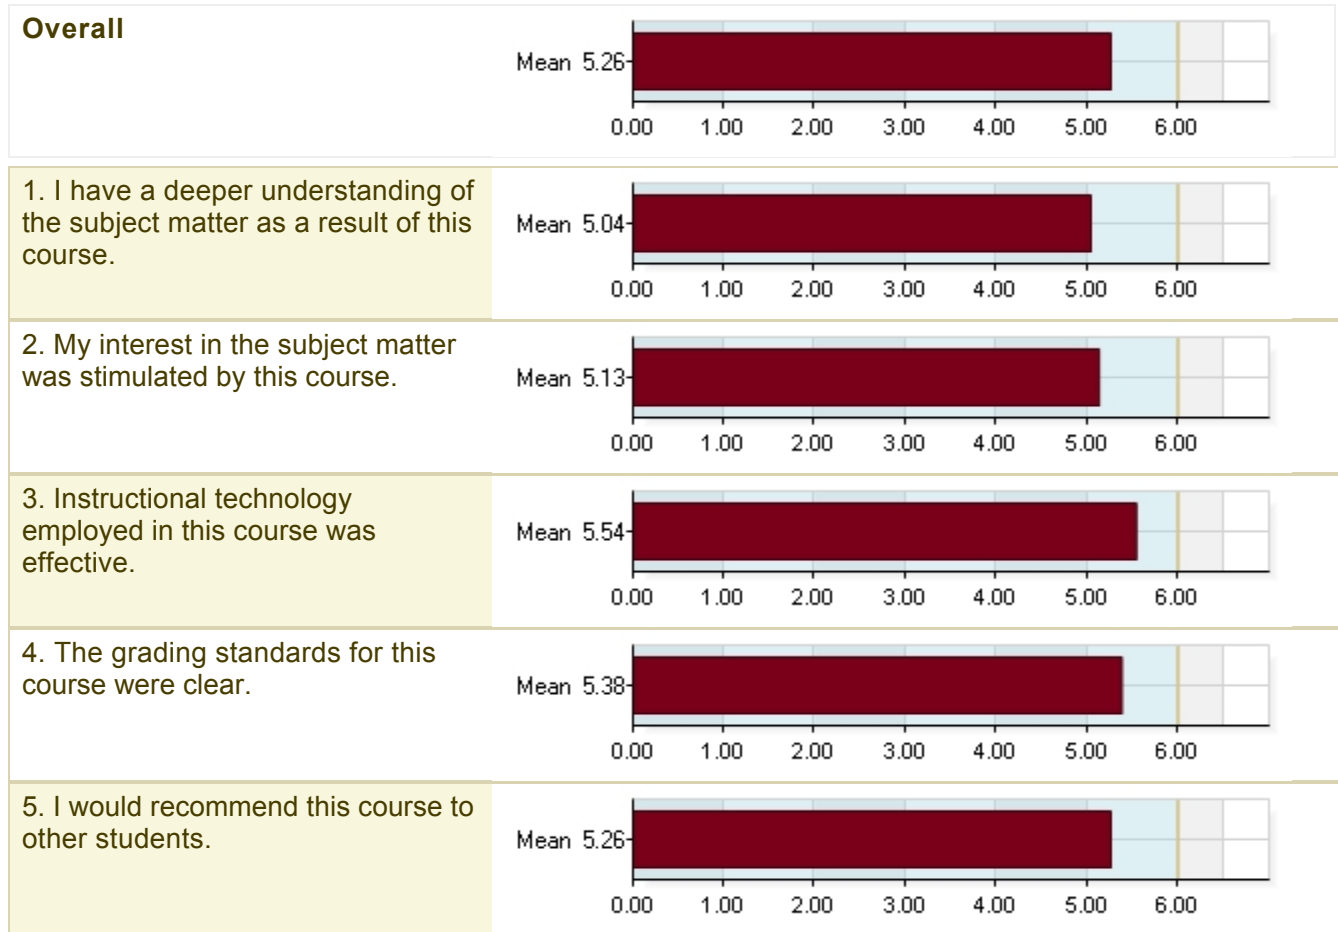 Overall
Mean 5.26
0.00 1.00 2.00 3.00 4.00 5.00 6.00
1. I have a deeper understanding of
the subject matter as a result of this
course.
Mean 5.04
0.00 1.00 2.00 3.00 4.00 5.00 6.00
2. My interest in the subject matter
was stimulated by this course.
Mean 5.13
0.00 1.00 2.00 3.00 4.00 5.00 6.00
3. Instructional technology
employed in this course was
effective.
Mean 5.54
0.00 1.00 2.00 3.00 4.00 5.00 6.00
4. The grading standards for this
course were clear.
Mean 5.38
0.00 1.00 2.00 3.00 4.00 5.00 6.00
5. I would recommend this course to
other students.
Mean 5.26
0.00 1.00 2.00 3.00 4.00 5.00 6.00